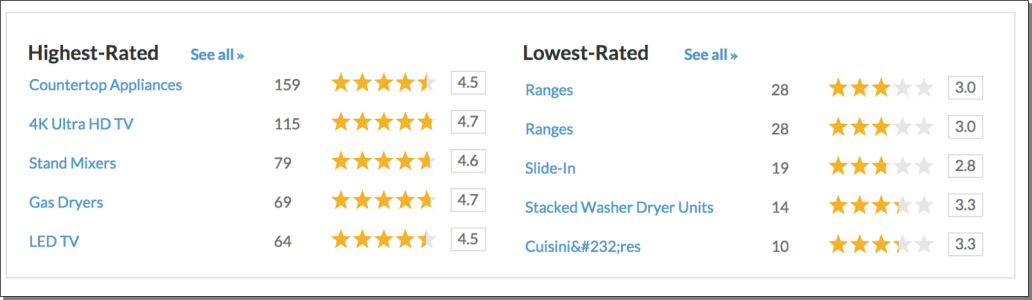 Highest-Rated See all »
Countertop Appliances 159 4.5
4K Ultra HD TV 115 4.7
Stand Mixers 79 4.6
Gas Dryers 69 4.7
LED TV 64 4.5
Lowest-Rated See all »
Ranges 28 3.0
Ranges 28 3.0
Slide-In 19 2.8
Stacked Washer Dryer Units 14 3.3
Cuisini&#232;res 10 3.3